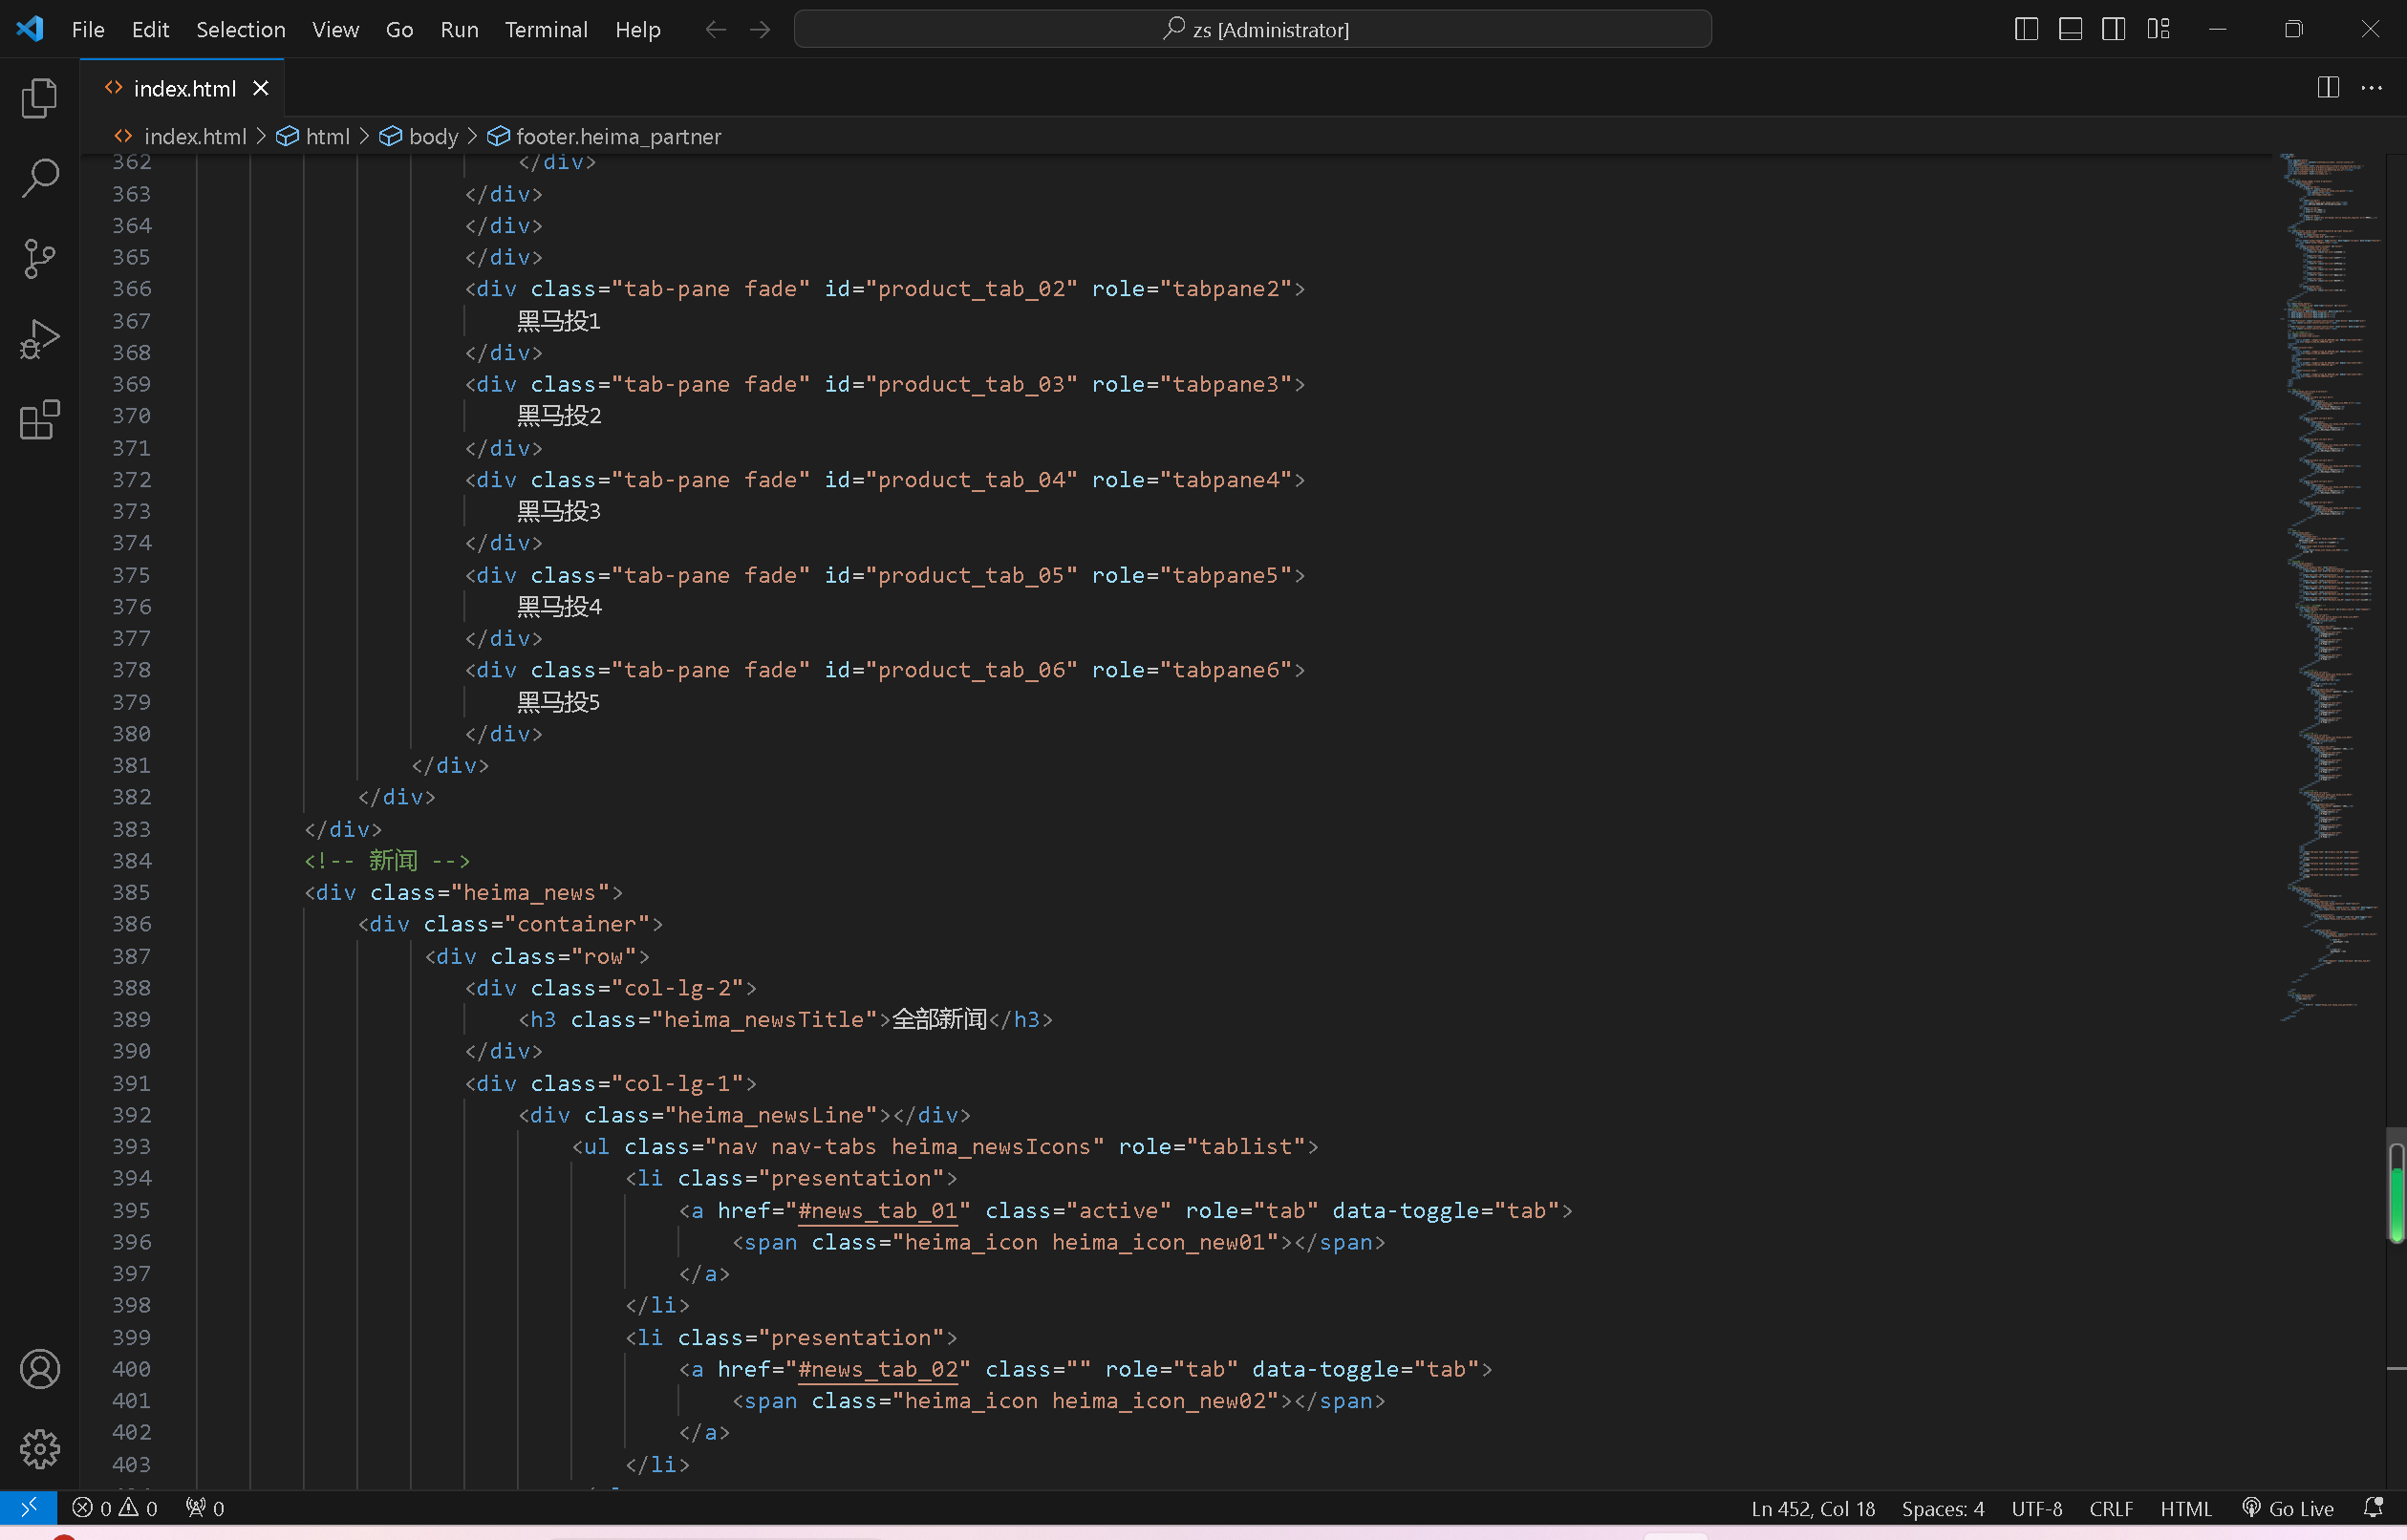 File Edit Selection View Go Run Terminal Help zs [Administrator]
index.html
index.html > html > body > footer.heima_partner
362 </div>
363 </div>
364 </div>
365 </div>
366 <div class="tab-pane fade" id="product_tab_02" role="tabpane2">
367 黑马投1
368 </div>
369 <div class="tab-pane fade" id="product_tab_03" role="tabpane3">
370 黑马投2
371 </div>
372 <div class="tab-pane fade" id="product_tab_04" role="tabpane4">
373 黑马投3
374 </div>
375 <div class="tab-pane fade" id="product_tab_05" role="tabpane5">
376 黑马投4
377 </div>
378 <div class="tab-pane fade" id="product_tab_06" role="tabpane6">
379 黑马投5
380 </div>
381 </div>
382 </div>
383 </div>
384 <!-- 新闻 -->
385 <div class="heima_news">
386 <div class="container">
387 <div class="row">
388 <div class="col-lg-2">
389 <h3 class="heima_newsTitle">全部新闻</h3>
390 </div>
391 <div class="col-lg-1">
392 <div class="heima_newsLine"></div>
393 <ul class="nav nav-tabs heima_newsIcons" role="tablist">
394 <li class="presentation">
395 <a href="#news_tab_01" class="active" role="tab" data-toggle="tab">
396 <span class="heima_icon heima_icon_new01"></span>
397 </a>
398 </li>
399 <li class="presentation">
400 <a href="#news_tab_02" class="" role="tab" data-toggle="tab">
401 <span class="heima_icon heima_icon_new02"></span>
402 </a>
403 </li>
0 0 0 Ln 452, Col 18 Spaces: 4 UTF-8 CRLF HTML Go Live